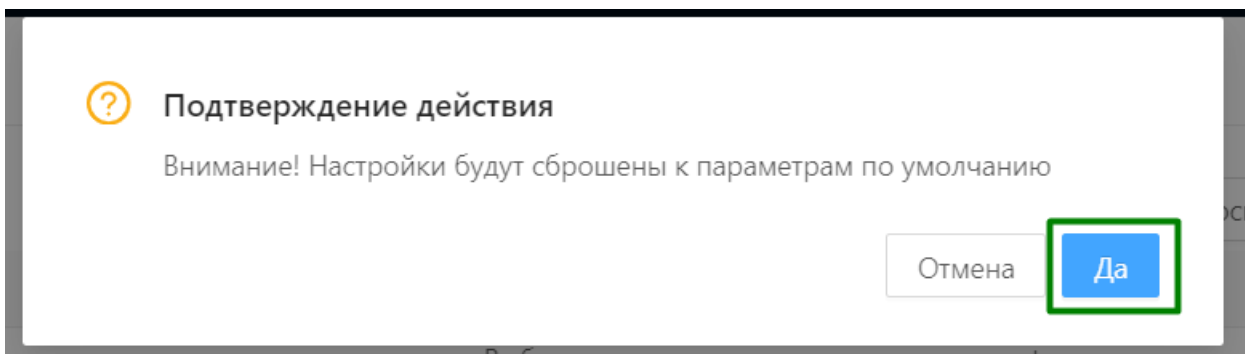 Подтверждение действия
Внимание! Настройки будут сброшены к параметрам по умолчанию
Отмена
Да